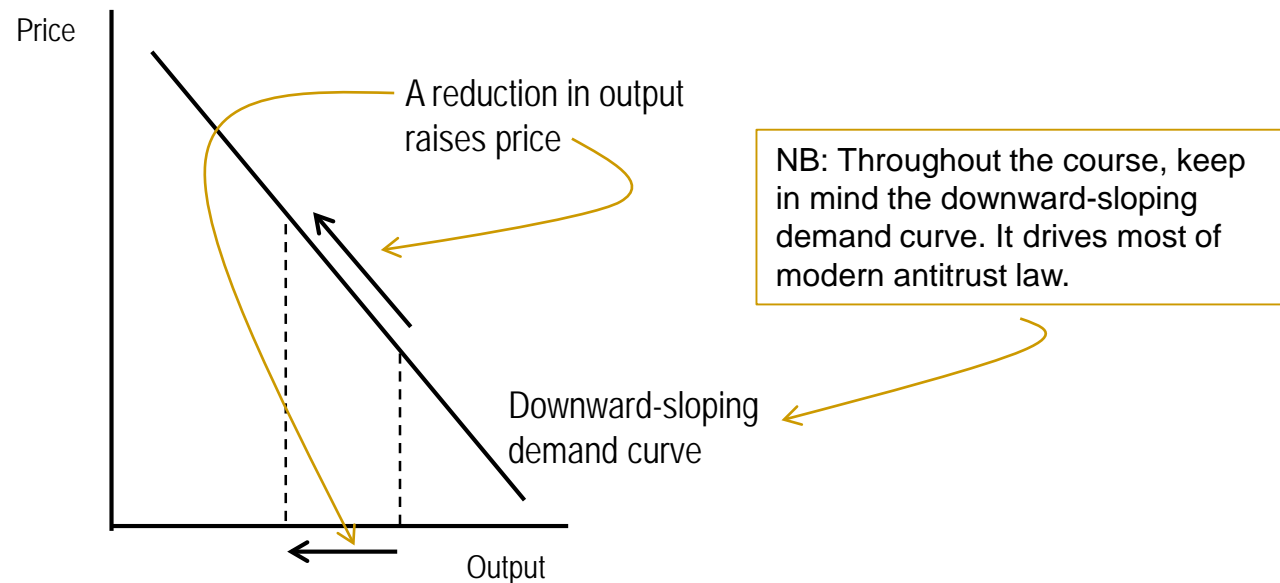 Price
A reduction in output
raises price
NB: Throughout the course, keep
in mind the downward-sloping
demand curve. It drives most of
modern antitrust law.
Downward-sloping
demand curve
Output